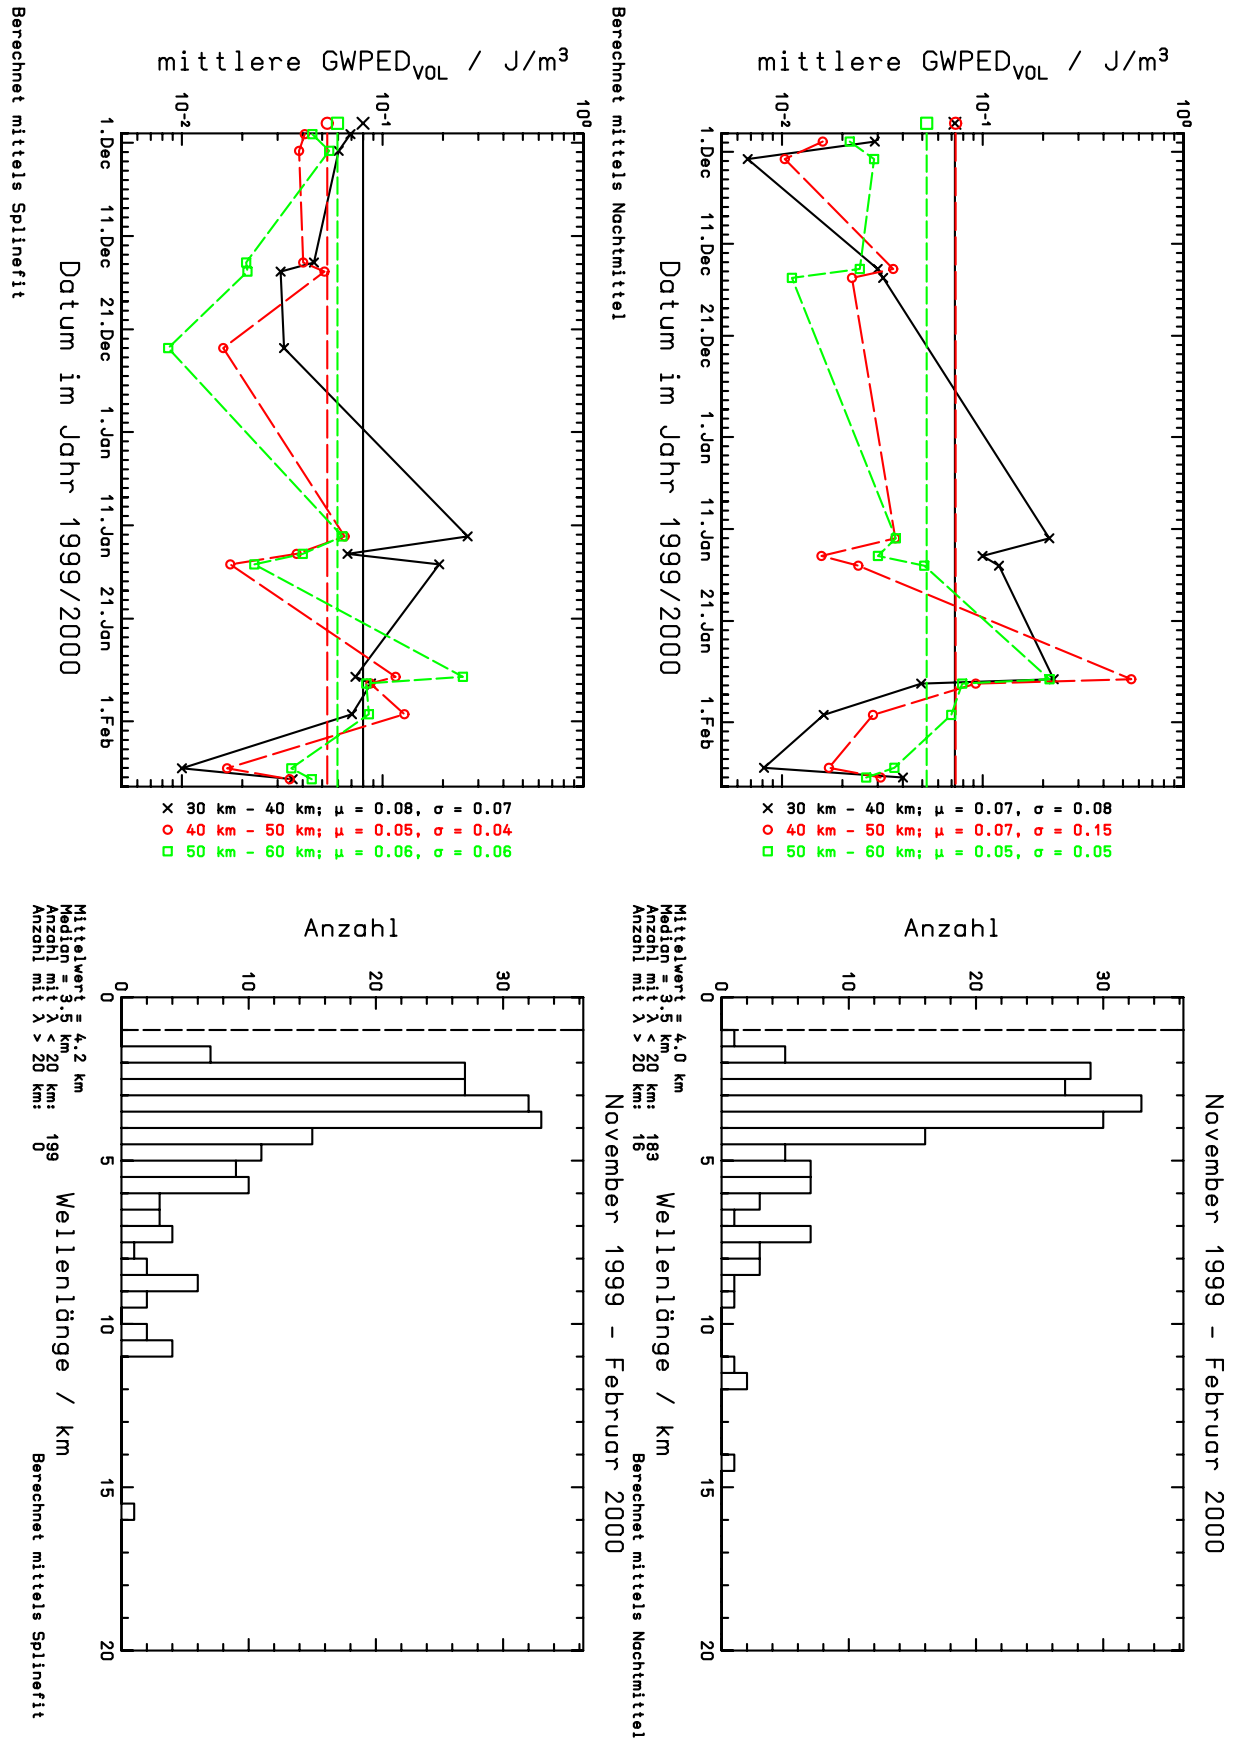 November 1999 - Februar 2000
mittlere GWPED_VOL / J/m³
10⁻² 10⁻¹ 10⁰
1.Dec 11.Dec 21.Dec 1.Jan 11.Jan 21.Jan 1.Feb
Datum im Jahr 1999/2000
× 30 km - 40 km; μ = 0.07, σ = 0.08
○ 40 km - 50 km; μ = 0.07, σ = 0.15
□ 50 km - 60 km; μ = 0.05, σ = 0.05
Berechnet mittels Nachtmittel
Anzahl
0 10 20 30
0 5 10 15 20
Wellenlänge / km
Mittelwert = 4.0 km
Median = 3.5 km
Anzahl mit λ < 20 km: 183
Anzahl mit λ > 20 km: 16
Berechnet mittels Nachtmittel
November 1999 - Februar 2000
mittlere GWPED_VOL / J/m³
10⁻² 10⁻¹ 10⁰
1.Dec 11.Dec 21.Dec 1.Jan 11.Jan 21.Jan 1.Feb
Datum im Jahr 1999/2000
× 30 km - 40 km; μ = 0.08, σ = 0.07
○ 40 km - 50 km; μ = 0.05, σ = 0.04
□ 50 km - 60 km; μ = 0.06, σ = 0.06
Berechnet mittels Splinefit
Anzahl
0 10 20 30
0 5 10 15 20
Wellenlänge / km
Mittelwert = 4.2 km
Median = 3.5 km
Anzahl mit λ < 20 km: 199
Anzahl mit λ > 20 km: 0
Berechnet mittels Splinefit